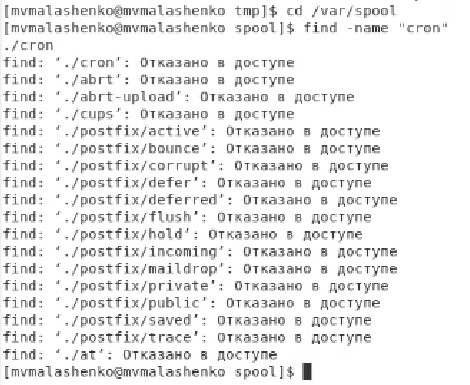 [mvmalashenko@mvmalashenko tmp]$ cd /var/spool
[mvmalashenko@mvmalashenko spool]$ find -name "cron"
./cron
find: ‘./cron’: Отказано в доступе
find: ‘./abrt’: Отказано в доступе
find: ‘./abrt-upload’: Отказано в доступе
find: ‘./cups’: Отказано в доступе
find: ‘./postfix/active’: Отказано в доступе
find: ‘./postfix/bounce’: Отказано в доступе
find: ‘./postfix/corrupt’: Отказано в доступе
find: ‘./postfix/defer’: Отказано в доступе
find: ‘./postfix/deferred’: Отказано в доступе
find: ‘./postfix/flush’: Отказано в доступе
find: ‘./postfix/hold’: Отказано в доступе
find: ‘./postfix/incoming’: Отказано в доступе
find: ‘./postfix/maildrop’: Отказано в доступе
find: ‘./postfix/private’: Отказано в доступе
find: ‘./postfix/public’: Отказано в доступе
find: ‘./postfix/saved’: Отказано в доступе
find: ‘./postfix/trace’: Отказано в доступе
find: ‘./at’: Отказано в доступе
[mvmalashenko@mvmalashenko spool]$